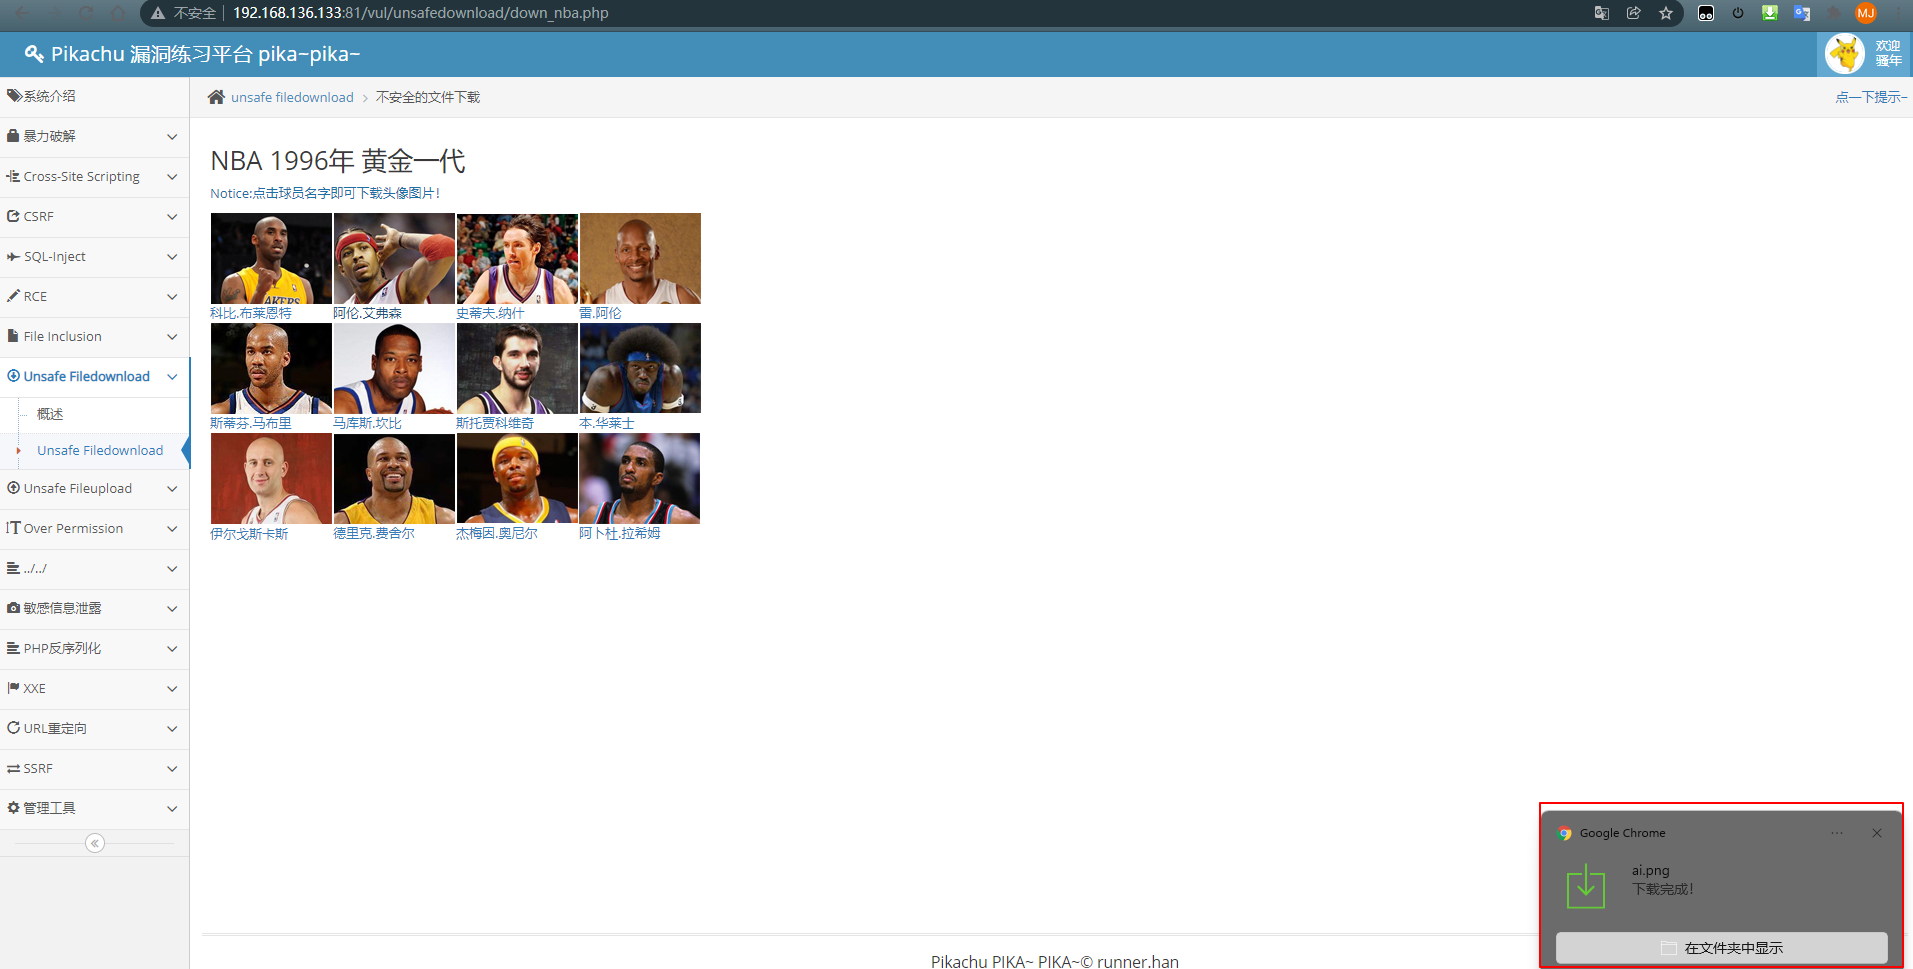 不安全 192.168.136.133:81/vul/unsafedownload/down_nba.php
MJ
Pikachu 漏洞练习平台 pika~pika~
欢迎
骚年
系统介绍
暴力破解
Cross-Site Scripting
CSRF
SQL-Inject
RCE
File Inclusion
Unsafe Filedownload
概述
Unsafe Filedownload
Unsafe Fileupload
Over Permission
../../
敏感信息泄露
PHP反序列化
XXE
URL重定向
SSRF
管理工具
unsafe filedownload 不安全的文件下载
点一下提示~
NBA 1996年 黄金一代
Notice:点击球员名字即可下载头像图片!
LAKERS
科比.布莱恩特 阿伦.艾弗森 史蒂夫.纳什 雷.阿伦
斯蒂芬.马布里 马库斯.坎比 斯托贾科维奇 本.华莱士
伊尔戈斯卡斯 德里克.费舍尔 杰梅因.奥尼尔 阿卜杜.拉希姆
Google Chrome
ai.png
下载完成!
在文件夹中显示
Pikachu PIKA~ PIKA~© runner.han